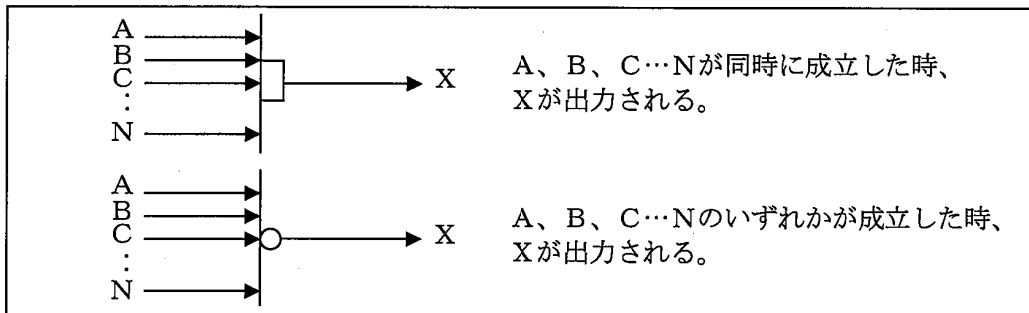 A
B
C
⋮
N
X
A、B、C…Nが同時に成立した時、
Xが出力される。
A
B
C
⋮
N
X
A、B、C…Nのいずれかが成立した時、
Xが出力される。